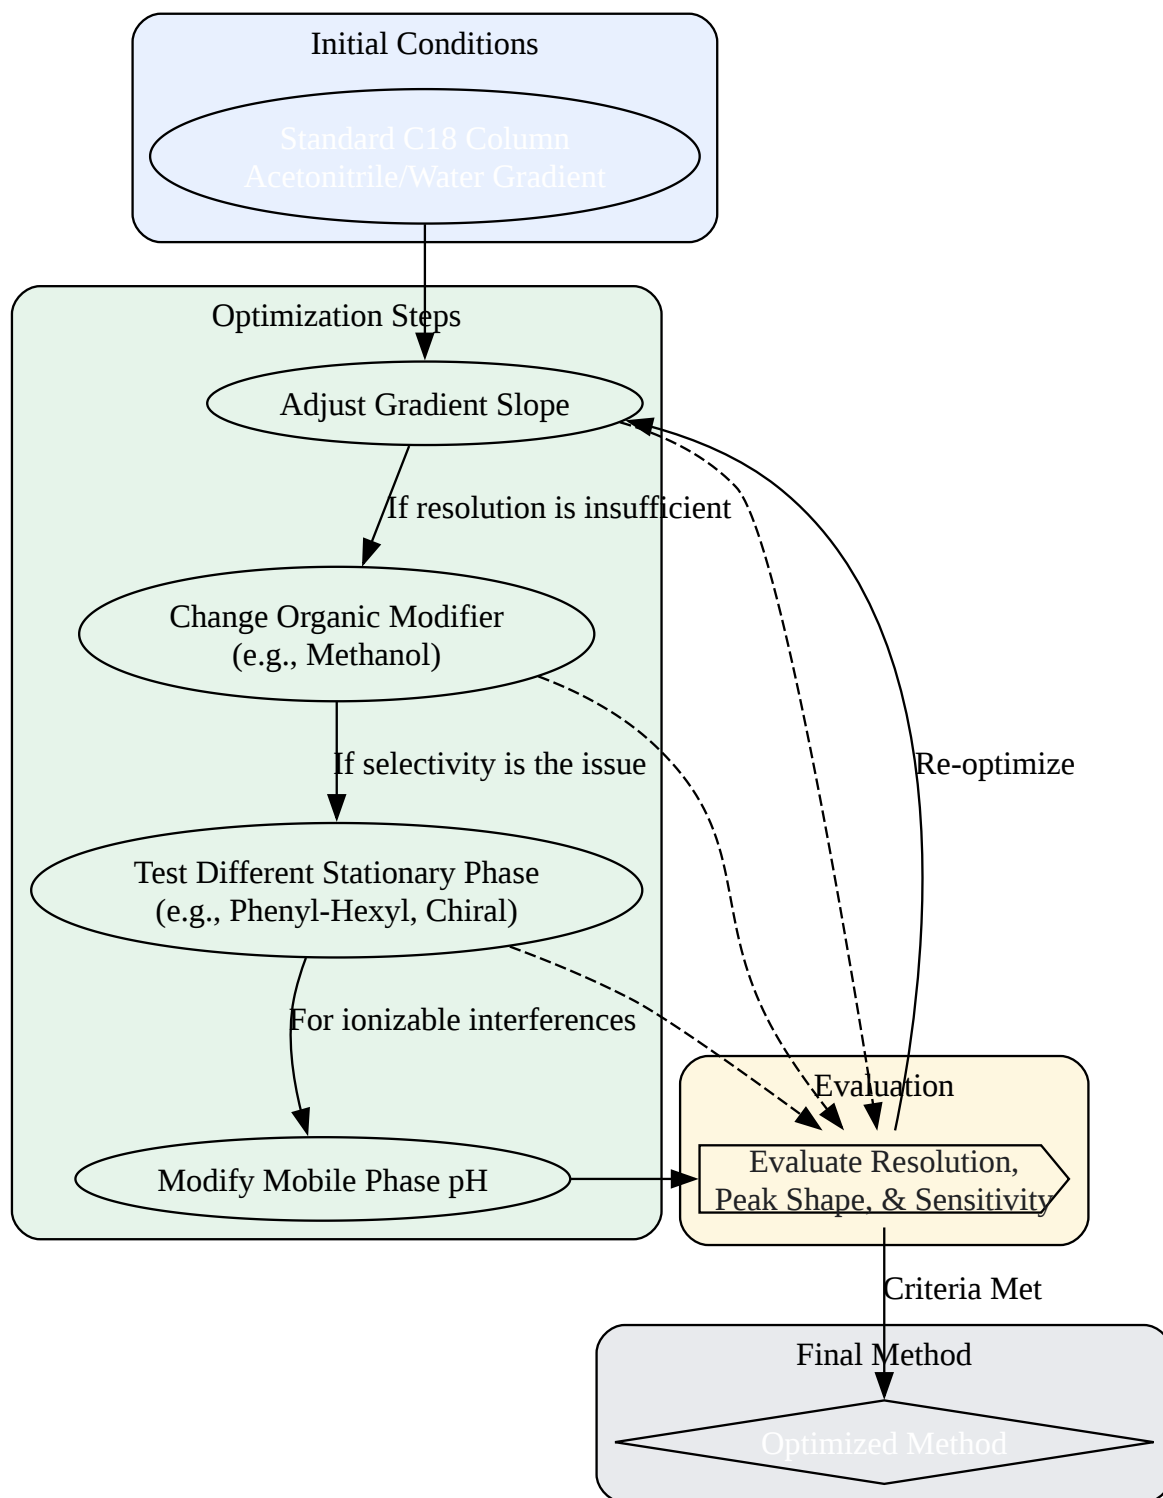 Initial Conditions
Standard C18 Column
Acetonitrile/Water Gradient
Optimization Steps
Adjust Gradient Slope
If resolution is insufficient
Change Organic Modifier
(e.g., Methanol)
If selectivity is the issue
Re-optimize
Test Different Stationary Phase
(e.g., Phenyl-Hexyl, Chiral)
For ionizable interferences
Modify Mobile Phase pH
Evaluation
Evaluate Resolution,
Peak Shape, & Sensitivity
Criteria Met
Final Method
Optimized Method